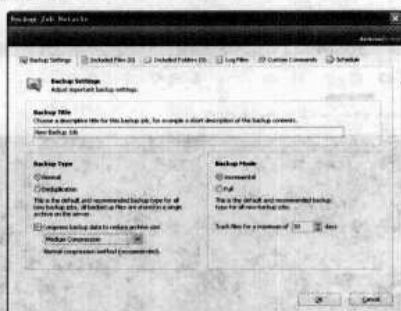 Backup Job Details
Backup Settings
Included Files (0)
Included Folders (0)
Log Files
Custom Commands
Schedule
Backup Settings
Adjust important backup settings.
Backup Title
Choose a descriptive title for this backup job, for example a short description of the backup contents.
New Backup Job
Backup Type
Normal
Deduplication
This is the default and recommended backup type for all
new backup jobs, all backed up files are stored in a single
archive on the server.
Compress backup data to reduce archive size
Medium Compression
Normal compression method (recommended).
Backup Mode
Incremental
Full
This is the default and recommended backup
type for all new backup jobs.
Track files for a maximum of 30 days
OK
Cancel